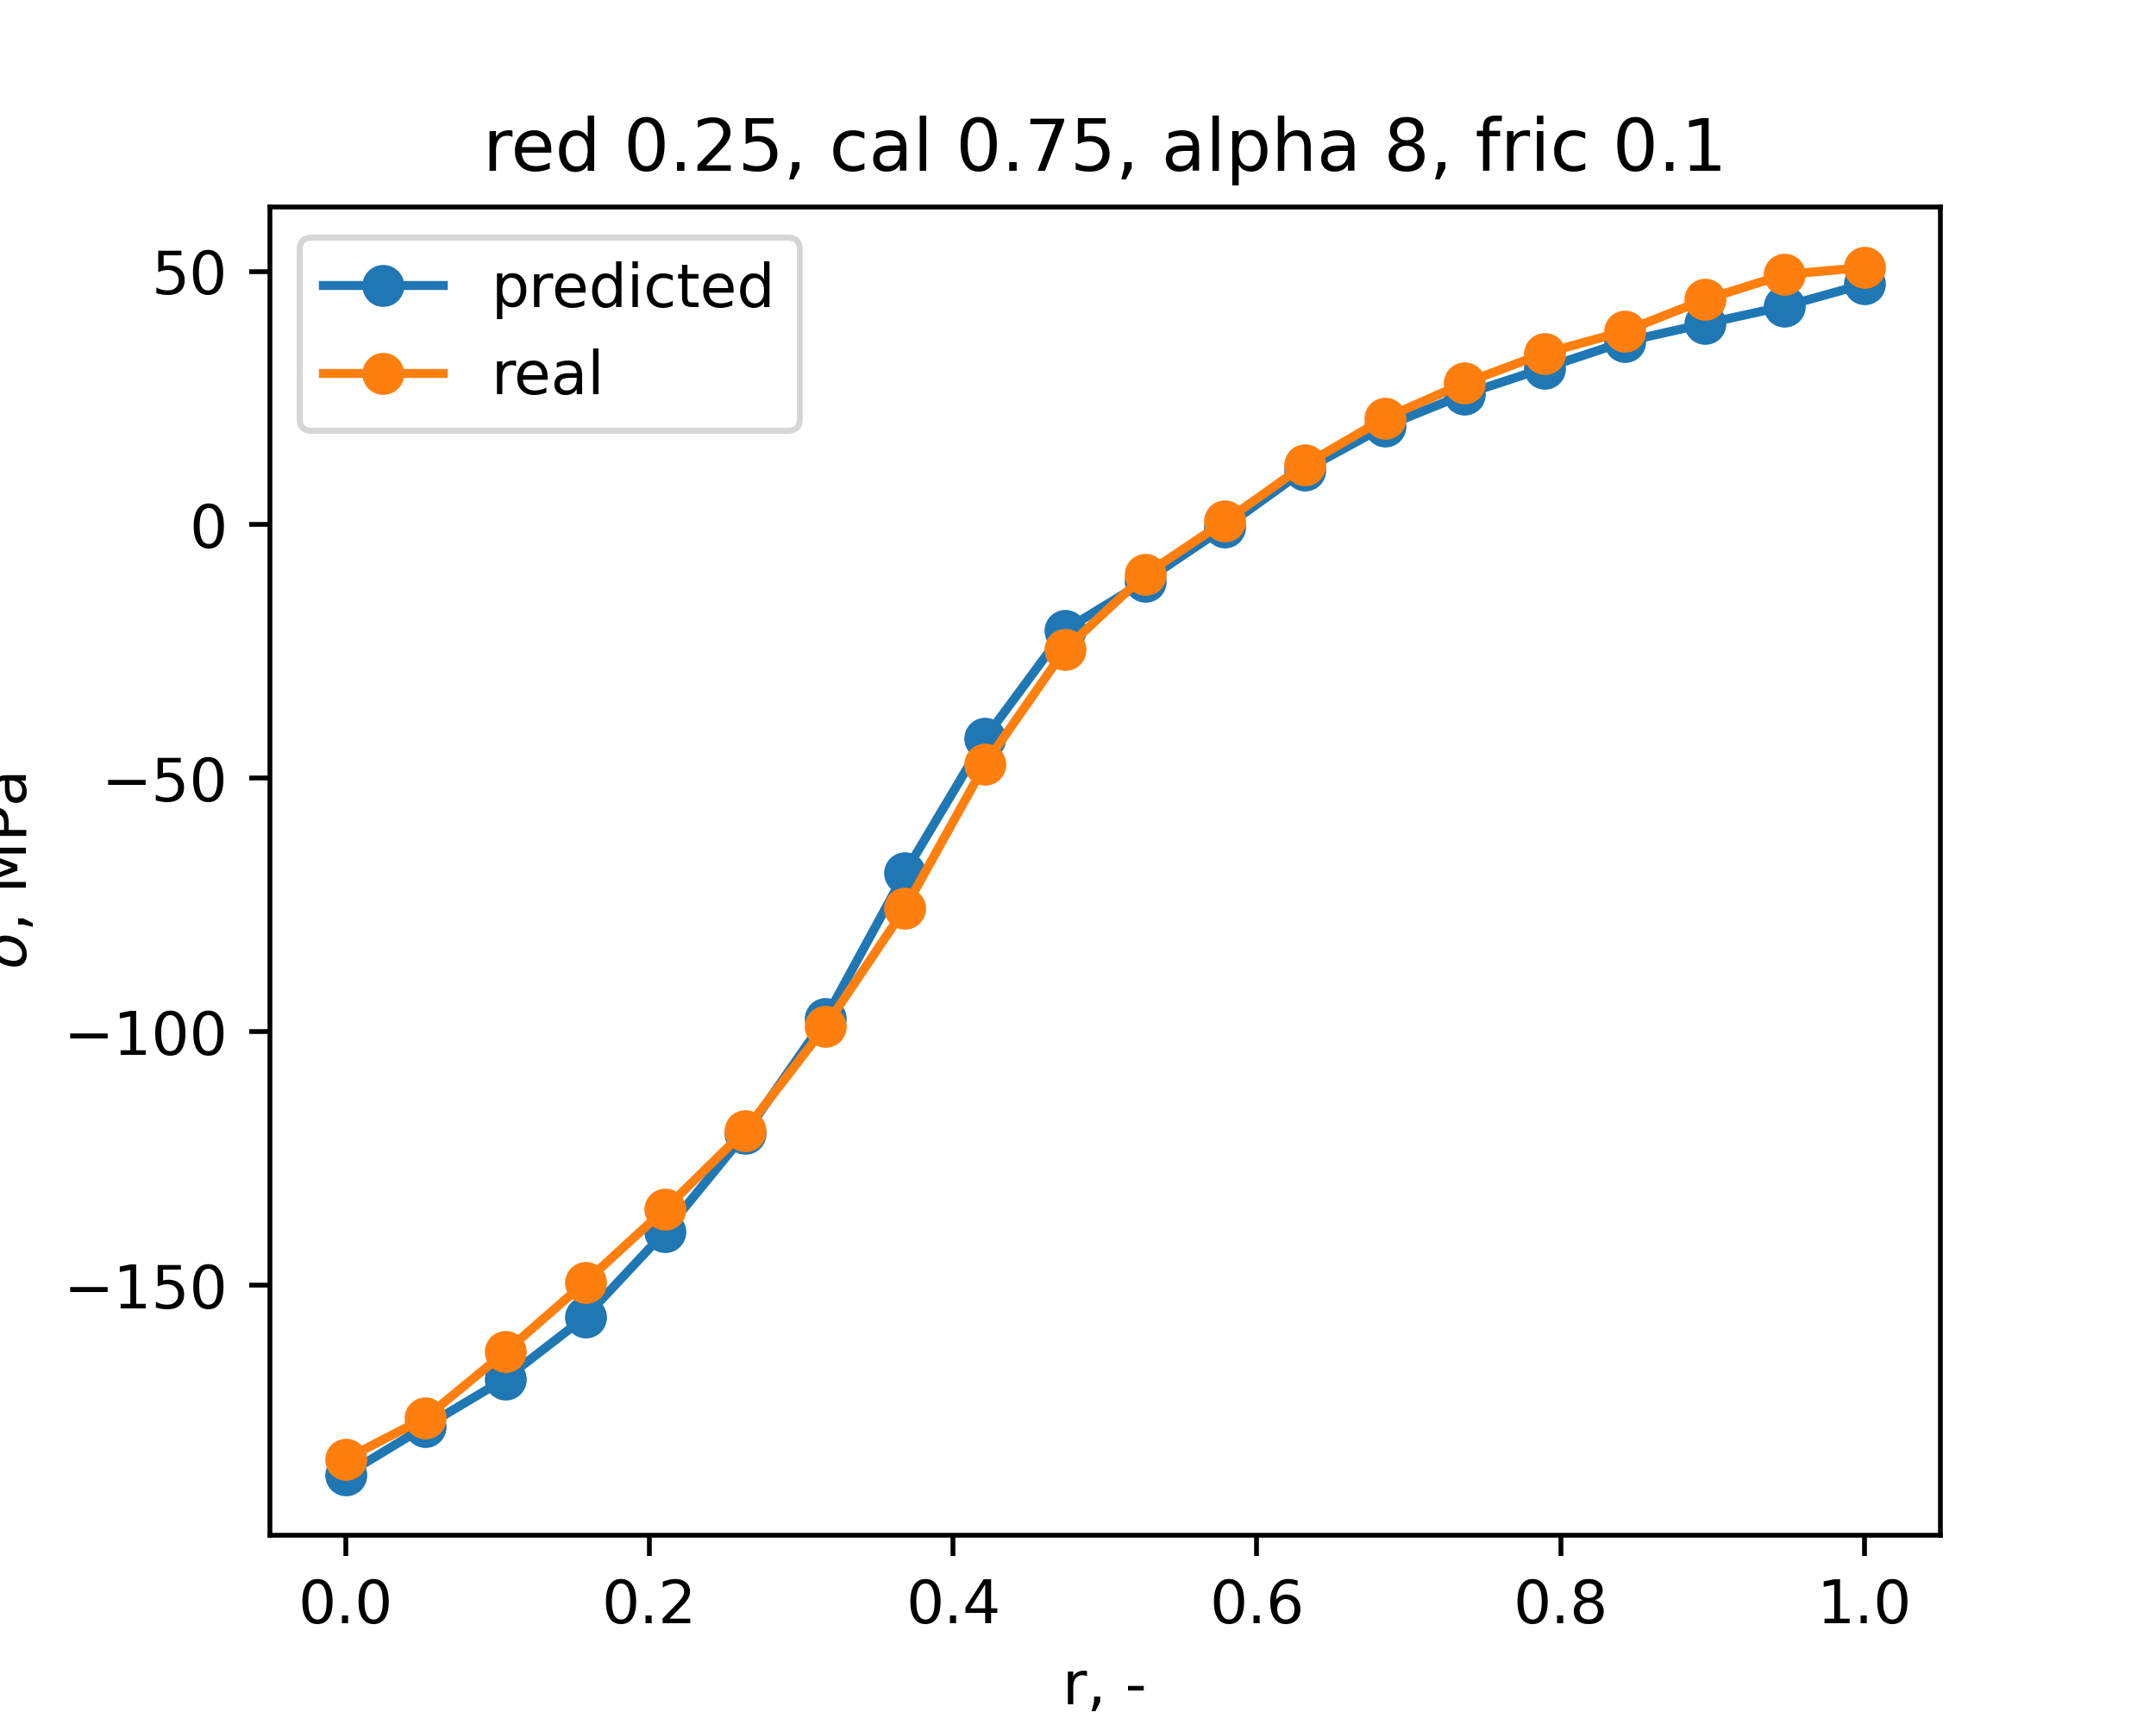 red 0.25, cal 0.75, alpha 8, fric 0.1
predicted
real
50
0
−50
−100
−150
σ, MPa
0.0 0.2 0.4 0.6 0.8 1.0
r, -